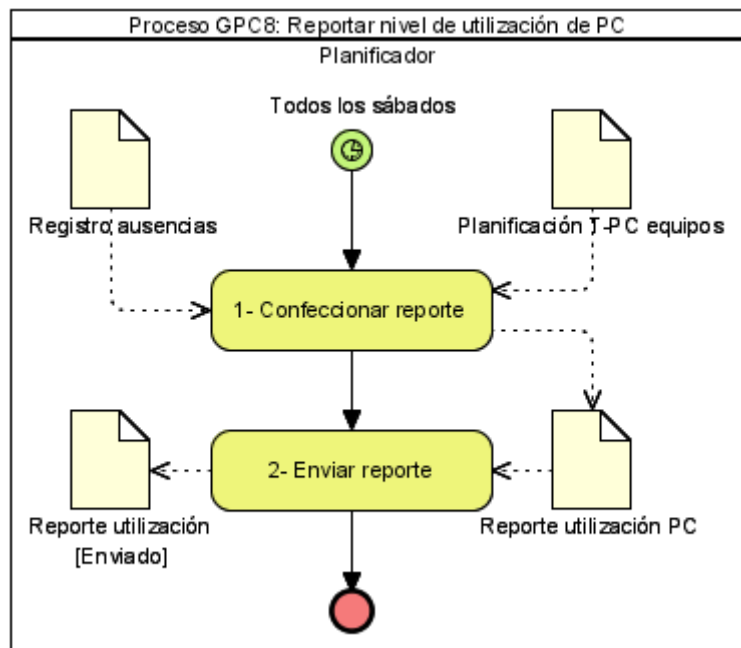 Proceso GPC8: Reportar nivel de utilización de PC
Planificador
Todos los sábados
Registro ausencias
Planificación T-PC equipos
1- Confeccionar reporte
2- Enviar reporte
Reporte utilización
[Enviado]
Reporte utilización PC